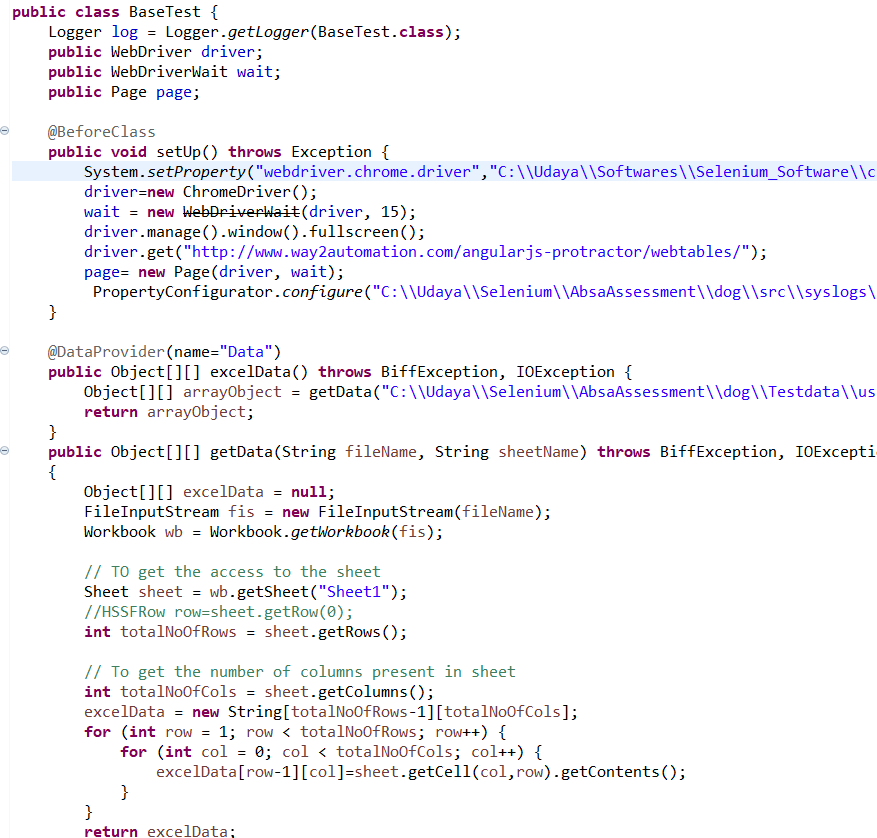 public class BaseTest {
Logger log = Logger.getLogger(BaseTest.class);
public WebDriver driver;
public WebDriverWait wait;
public Page page;
@BeforeClass
public void setUp() throws Exception {
System.setProperty("webdriver.chrome.driver","C:\\Udaya\\Softwares\\Selenium_Software\\c
driver=new ChromeDriver();
wait = new WebDriverWait(driver, 15);
driver.manage().window().fullscreen();
driver.get("http://www.way2automation.com/angularjs-protractor/webtables/");
page= new Page(driver, wait);
PropertyConfigurator.configure("C:\\Udaya\\Selenium\\AbsaAssessment\\dog\\src\\syslogs\
}
@DataProvider(name="Data")
public Object[][] excelData() throws BiffException, IOException {
Object[][] arrayObject = getData("C:\\Udaya\\Selenium\\AbsaAssessment\\dog\\Testdata\\us
return arrayObject;
}
public Object[][] getData(String fileName, String sheetName) throws BiffException, IOExcepti
{
Object[][] excelData = null;
FileInputStream fis = new FileInputStream(fileName);
Workbook wb = Workbook.getWorkbook(fis);
// TO get the access to the sheet
Sheet sheet = wb.getSheet("Sheet1");
//HSSFRow row=sheet.getRow(0);
int totalNoOfRows = sheet.getRows();
// To get the number of columns present in sheet
int totalNoOfCols = sheet.getColumns();
excelData = new String[totalNoOfRows-1][totalNoOfCols];
for (int row = 1; row < totalNoOfRows; row++) {
for (int col = 0; col < totalNoOfCols; col++) {
excelData[row-1][col]=sheet.getCell(col,row).getContents();
}
}
return excelData;